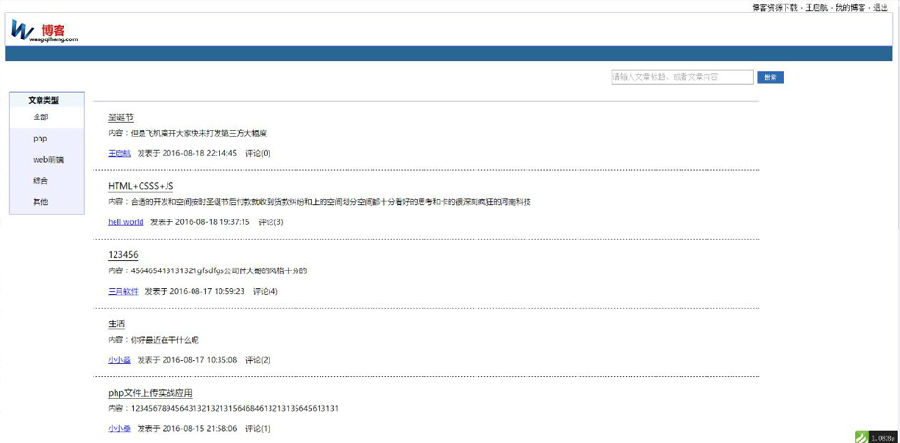 博客资源下载 · 王启航 · 我的博客 · 退出
博客
wangqihang.com
请输入文章标题、或者文章内容
搜索
文章类型
全部
php
web前端
综合
其他
圣诞节
内容：但是飞机离开大家快来打发第三方大幅度
王启航 发表于 2016-08-18 22:14:45 评论(0)
HTML+CSSS+JS
内容：合适的开发和空间按时圣诞节后付款就收到货款纠纷和上的空间划分空间都十分看好的思考和卡的很深刻疯狂的河南科技
hell world 发表于 2016-08-18 19:37:15 评论(3)
123456
内容：456465413131321gfsdfgs公司付大哥的风格十分的
三月软件 发表于 2016-08-17 10:59:23 评论(4)
生活
内容：你好最近在干什么呢
小小桑 发表于 2016-08-17 10:35:08 评论(2)
php文件上传实战应用
小小桑 发表于 2016-08-15 21:58:06 评论(1)